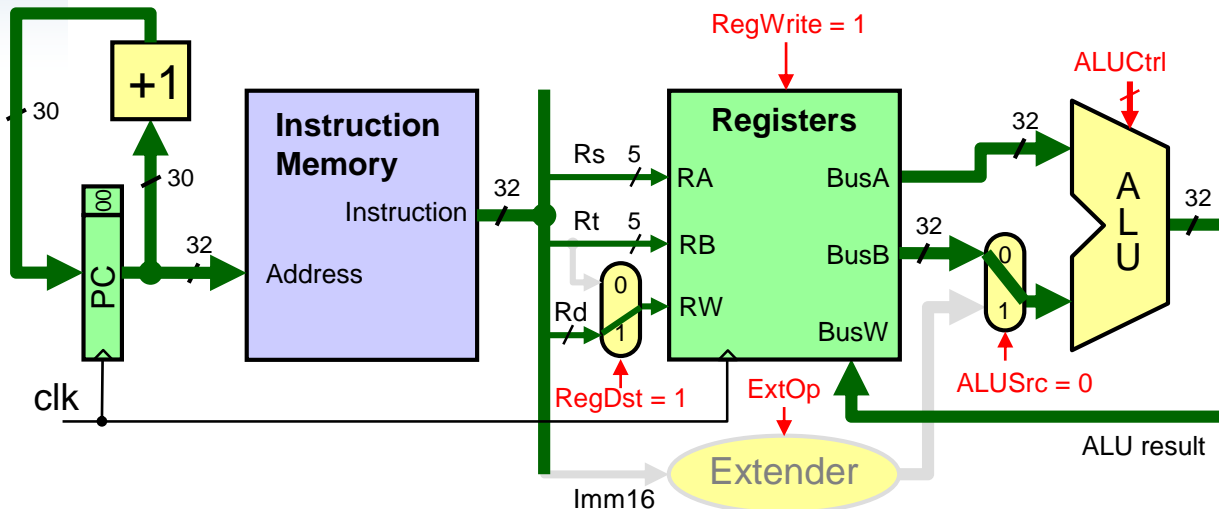 RegWrite = 1
ALUCtrl
+1
30
30
Instruction
Memory
Instruction
Address
32
00
PC
32
clk
Rs
5
Rt
5
Rd
0
1
RegDst = 1
Registers
RA
RB
RW
BusA
BusB
BusW
32
32
0
1
ALUSrc = 0
ALU
32
ExtOp
Extender
Imm16
ALU result